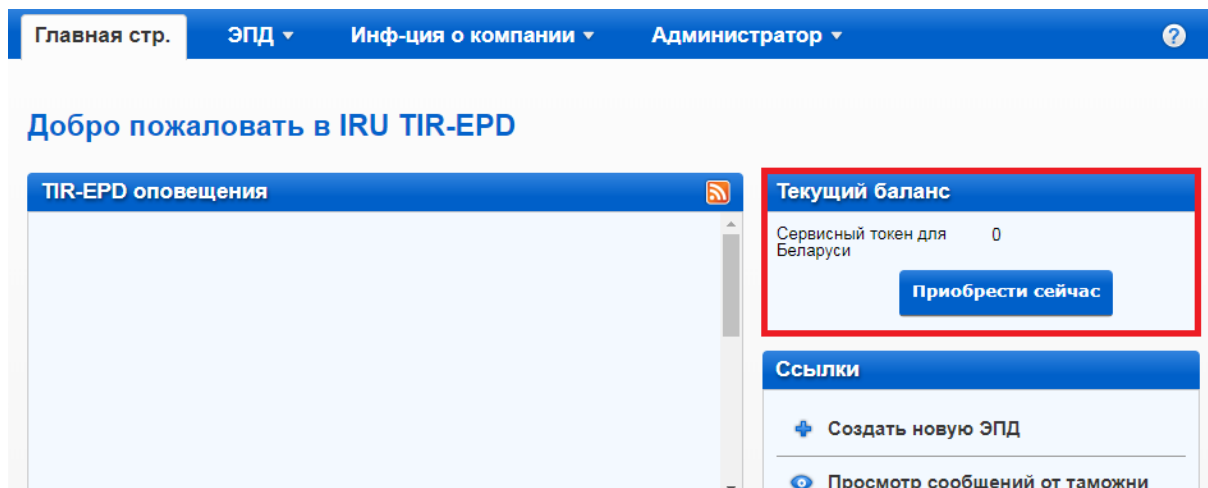 Главная стр. ЭПД Инф-ция о компании Администратор ?
Добро пожаловать в IRU TIR-EPD
TIR-EPD оповещения
Текущий баланс
Сервисный токен для 0
Беларуси
Приобрести сейчас
Ссылки
Создать новую ЭПД
Просмотр сообщений от таможни